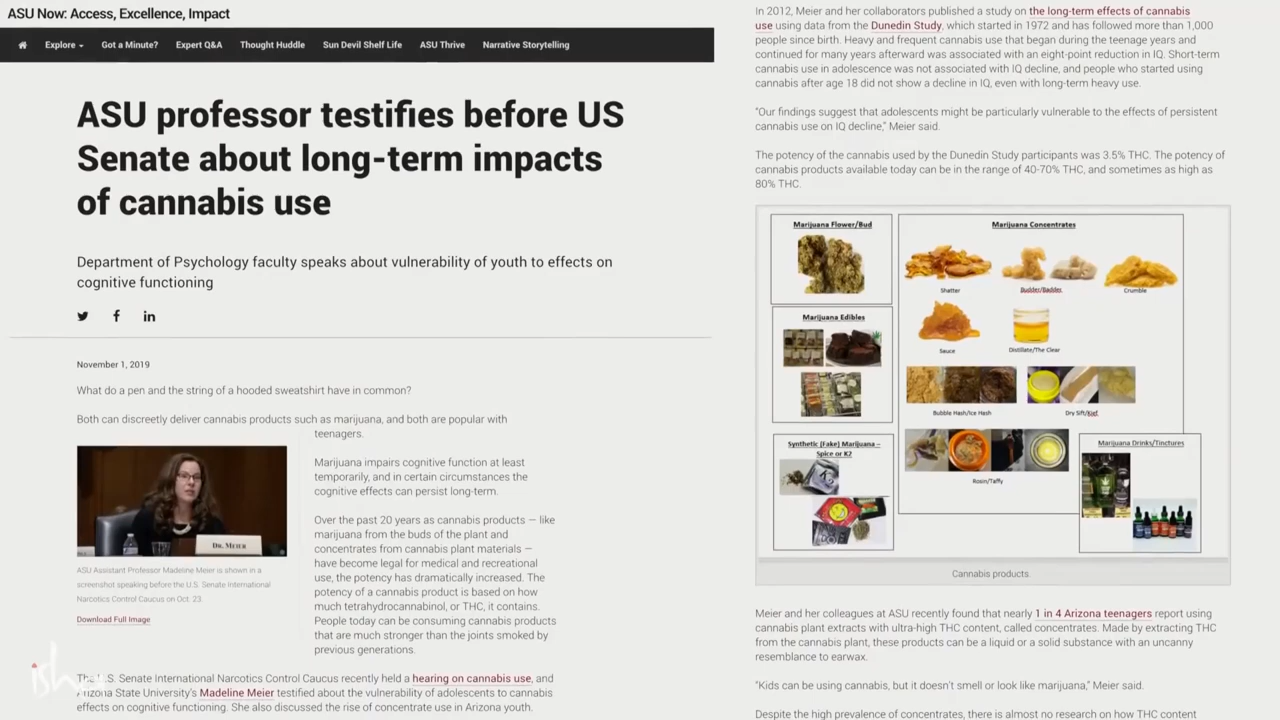 ASU Now: Access, Excellence, Impact
Explore
Got a Minute?
Expert Q&A
Thought Huddle
Sun Devil Shelf Life
ASU Thrive
Narrative Storytelling
ASU professor testifies before US
Senate about long-term impacts
of cannabis use
Department of Psychology faculty speaks about vulnerability of youth to effects on
cognitive functioning
November 1, 2019
What do a pen and the string of a hooded sweatshirt have in common?
Both can discreetly deliver cannabis products such as marijuana, and both are popular with
teenagers.
DR. MEIER
ASU Assistant Professor Madeline Meier is shown in a
screenshot speaking before the U.S. Senate International
Narcotics Control Caucus on Oct. 23.
Download Full Image
Marijuana impairs cognitive function at least
temporarily, and in certain circumstances the
cognitive effects can persist long-term.
Over the past 20 years as cannabis products — like
marijuana from the buds of the plant and
concentrates from cannabis plant materials —
have become legal for medical and recreational
use, the potency has dramatically increased. The
potency of a cannabis product is based on how
much tetrahydrocannabinol, or THC, it contains.
People today can be consuming cannabis products
that are much stronger than the joints smoked by
previous generations.
The U.S. Senate International Narcotics Control Caucus recently held a hearing on cannabis use, and
Arizona State University's Madeline Meier testified about the vulnerability of adolescents to cannabis
effects on cognitive functioning. She also discussed the rise of concentrate use in Arizona youth.
In 2012, Meier and her collaborators published a study on the long-term effects of cannabis
use using data from the Dunedin Study, which started in 1972 and has followed more than 1,000
people since birth. Heavy and frequent cannabis use that began during the teenage years and
continued for many years afterward was associated with an eight-point reduction in IQ. Short-term
cannabis use in adolescence was not associated with IQ decline, and people who started using
cannabis after age 18 did not show a decline in IQ, even with long-term heavy use.
“Our findings suggest that adolescents might be particularly vulnerable to the effects of persistent
cannabis use on IQ decline,” Meier said.
The potency of the cannabis used by the Dunedin Study participants was 3.5% THC. The potency of
cannabis products available today can be in the range of 40-70% THC, and sometimes as high as
80% THC.
Marijuana Flower/Bud
Marijuana Concentrates
Shatter
Budder/Badder
Crumble
Marijuana Edibles
Sauce
Distillate/The Clear
Bubble Hash/Ice Hash
Dry Sift/Kief
Synthetic (Fake) Marijuana –
Spice or K2
Rosin/Taffy
Marijuana Drinks/Tinctures
Cannabis products.
Meier and her colleagues at ASU recently found that nearly 1 in 4 Arizona teenagers report using
cannabis plant extracts with ultra-high THC content, called concentrates. Made by extracting THC
from the cannabis plant, these products can be a liquid or a solid substance with an uncanny
resemblance to earwax.
“Kids can be using cannabis, but it doesn't smell or look like marijuana,” Meier said.
Despite the high prevalence of concentrates, there is almost no research on how THC content